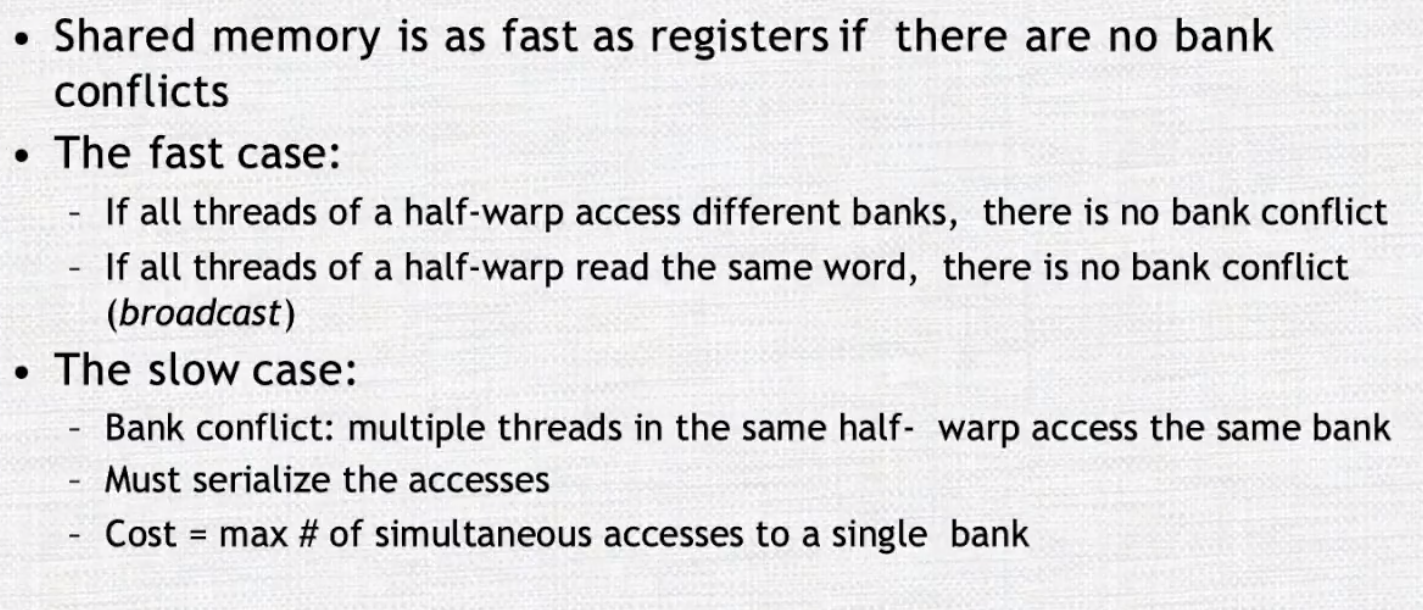 • Shared memory is as fast as registers if there are no bank
conflicts
• The fast case:
- If all threads of a half-warp access different banks, there is no bank conflict
- If all threads of a half-warp read the same word, there is no bank conflict
(broadcast)
• The slow case:
- Bank conflict: multiple threads in the same half- warp access the same bank
- Must serialize the accesses
- Cost = max # of simultaneous accesses to a single bank